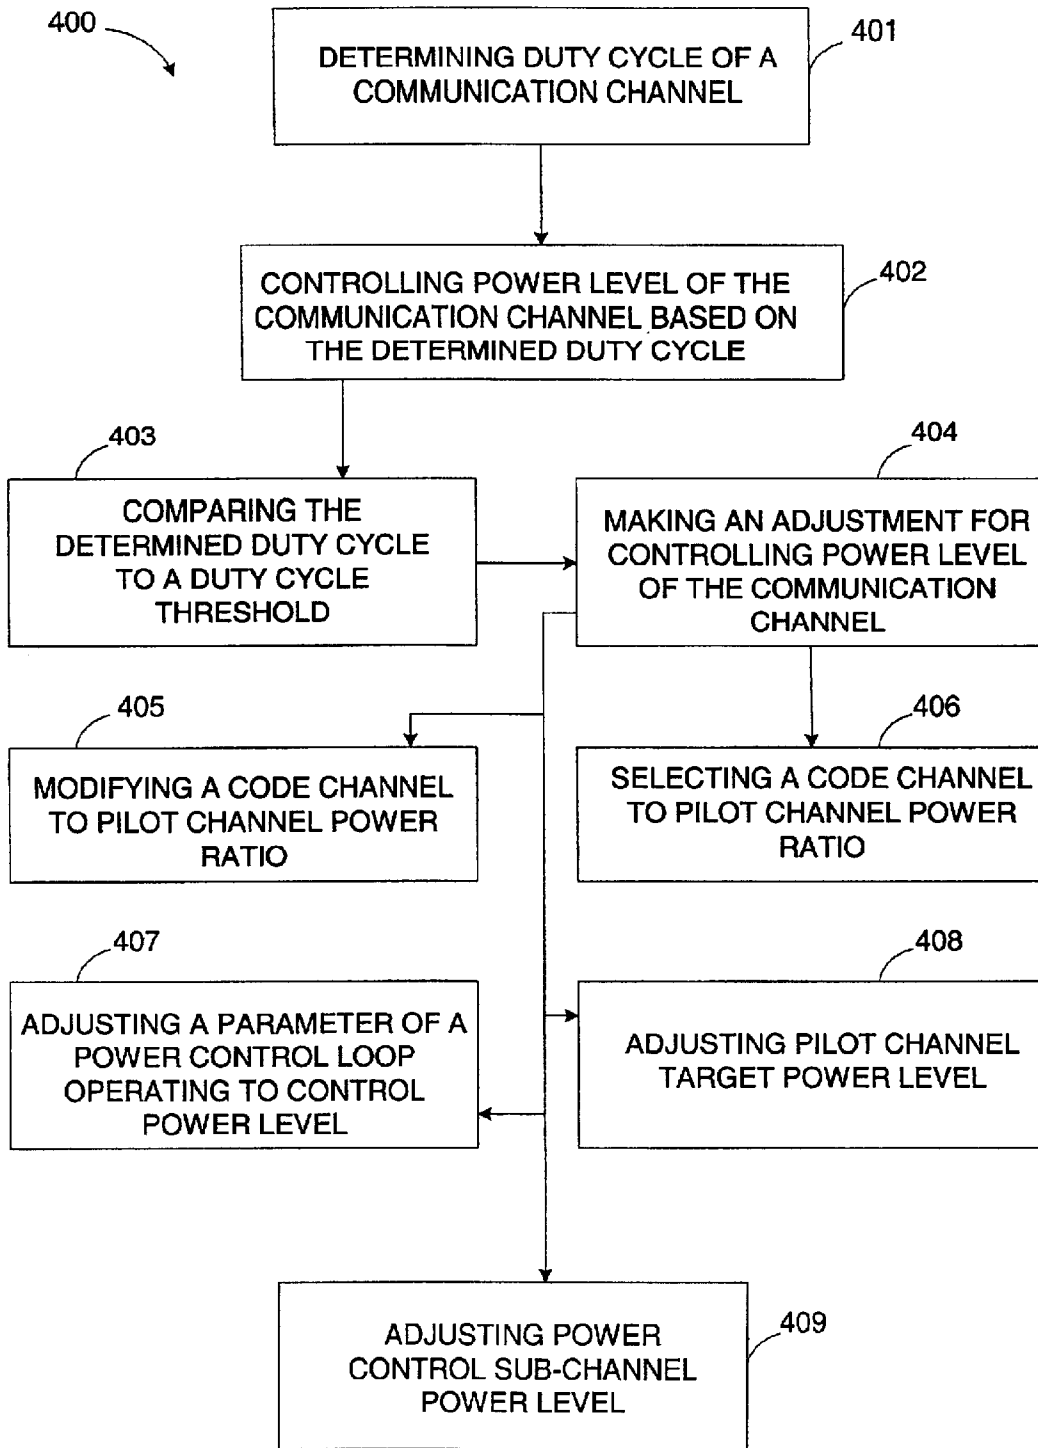 400
401
DETERMINING DUTY CYCLE OF A
COMMUNICATION CHANNEL
402
CONTROLLING POWER LEVEL OF THE
COMMUNICATION CHANNEL BASED ON
THE DETERMINED DUTY CYCLE
403
COMPARING THE
DETERMINED DUTY CYCLE
TO A DUTY CYCLE
THRESHOLD
404
MAKING AN ADJUSTMENT FOR
CONTROLLING POWER LEVEL
OF THE COMMUNICATION
CHANNEL
405
MODIFYING A CODE CHANNEL
TO PILOT CHANNEL POWER
RATIO
406
SELECTING A CODE CHANNEL
TO PILOT CHANNEL POWER
RATIO
407
ADJUSTING A PARAMETER OF A
POWER CONTROL LOOP
OPERATING TO CONTROL
POWER LEVEL
408
ADJUSTING PILOT CHANNEL
TARGET POWER LEVEL
409
ADJUSTING POWER
CONTROL SUB-CHANNEL
POWER LEVEL